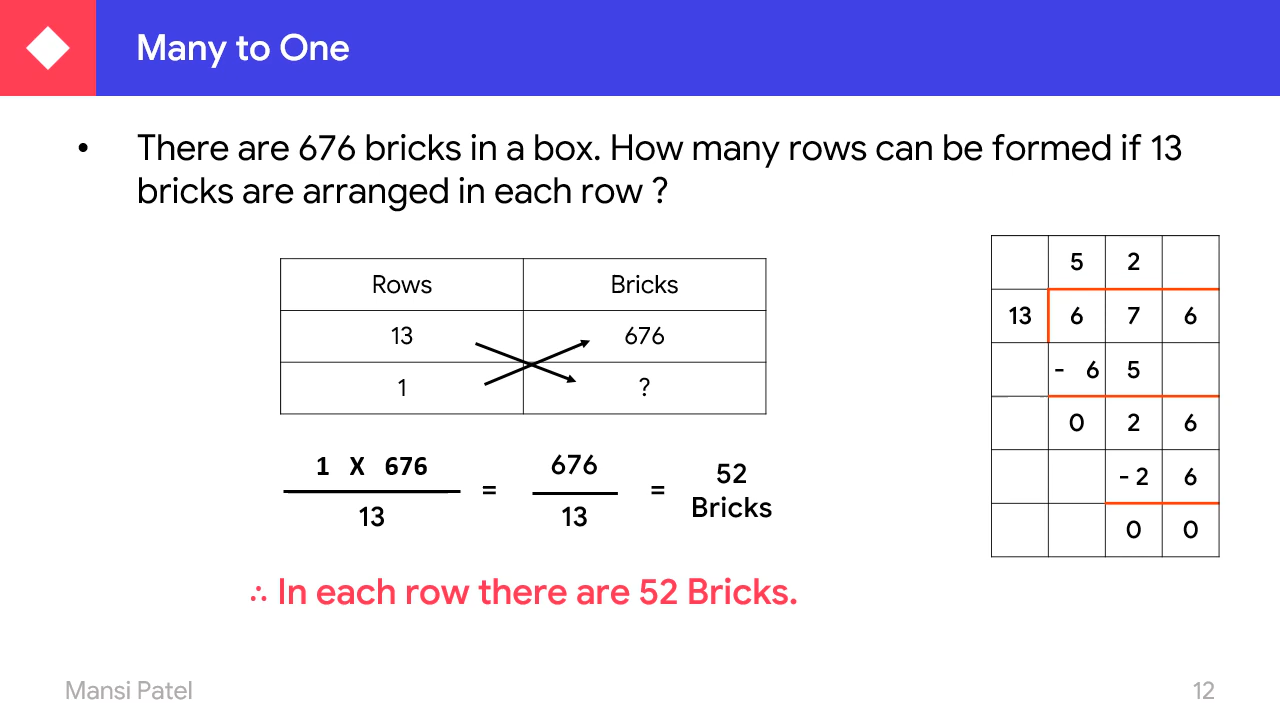 Many to One
• There are 676 bricks in a box. How many rows can be formed if 13
bricks are arranged in each row ?
Rows Bricks
13 676
1 ?
1 X 676 / 13 = 676 / 13 = 52 Bricks
∴ In each row there are 52 Bricks.
5 2
13 6 7 6
- 6 5
0 2 6
- 2 6
0 0
Mansi Patel
12